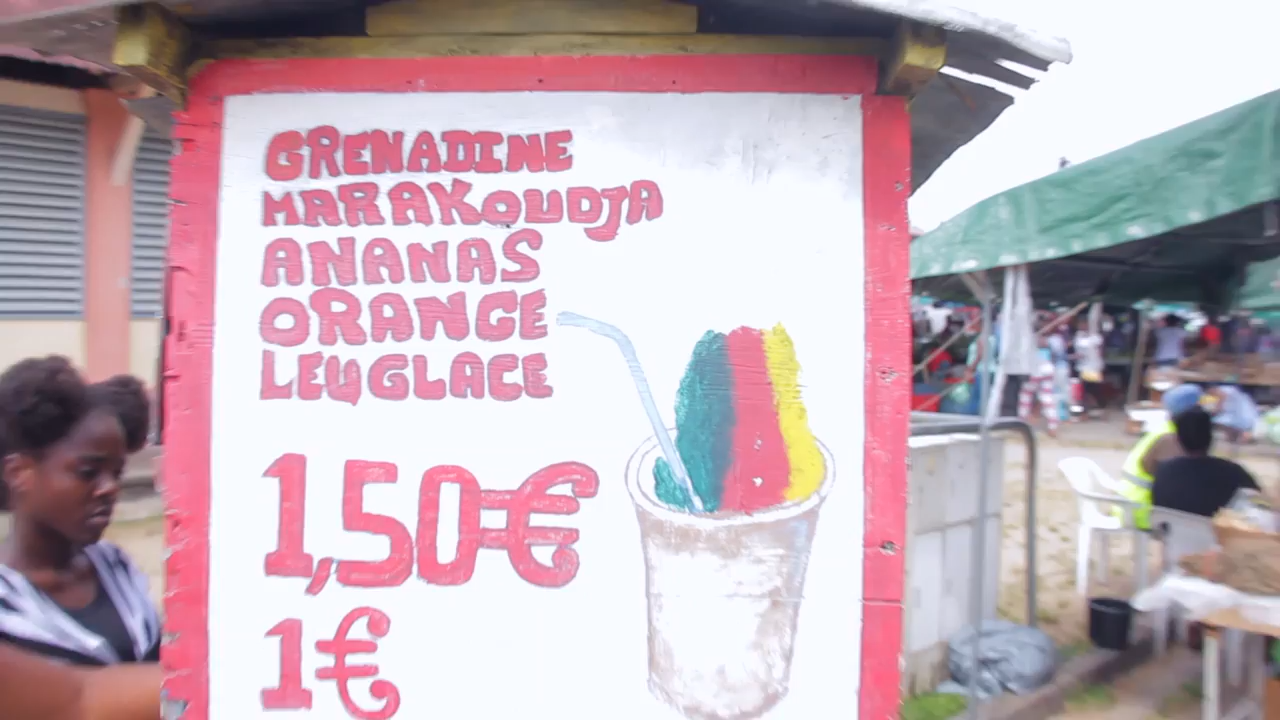 GRENADINE
MARAKOUDJA
ANANAS
ORANGE
LEUGLACE
1,50€
1€